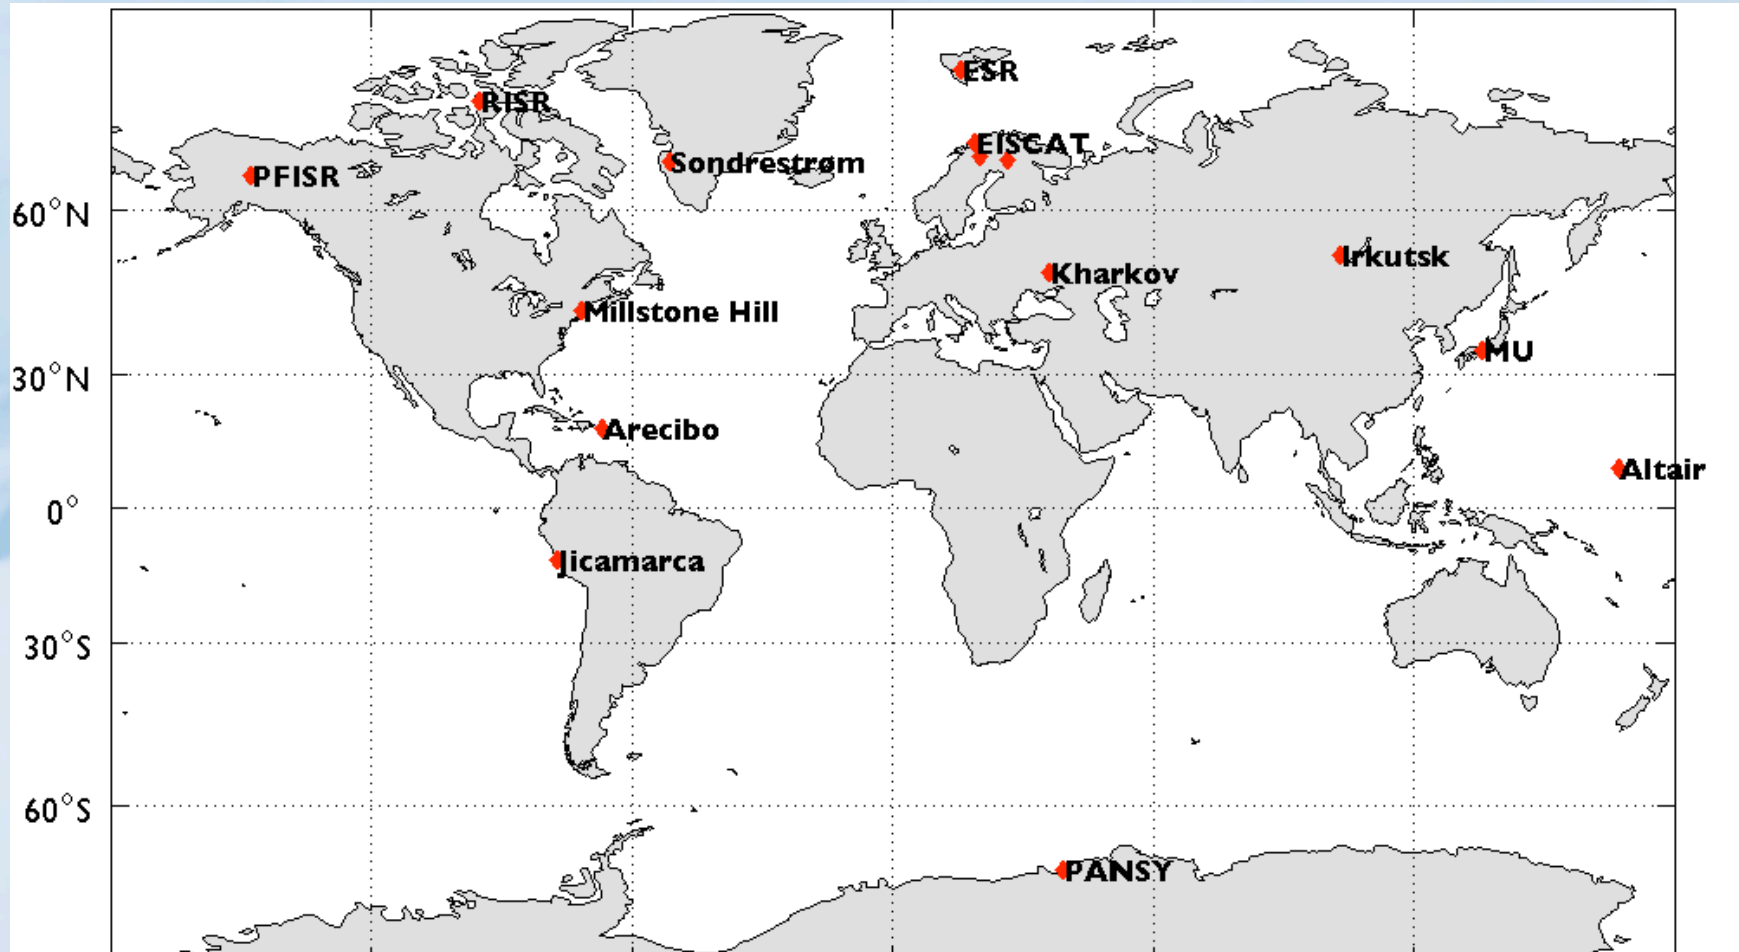 ESR
RISR
EISCAT
Sondrestrøm
PFISR
60°N
Irkutsk
Kharkov
Millstone Hill
MU
30°N
Arecibo
Altair
0°
Jicamarca
30°S
60°S
PANSY